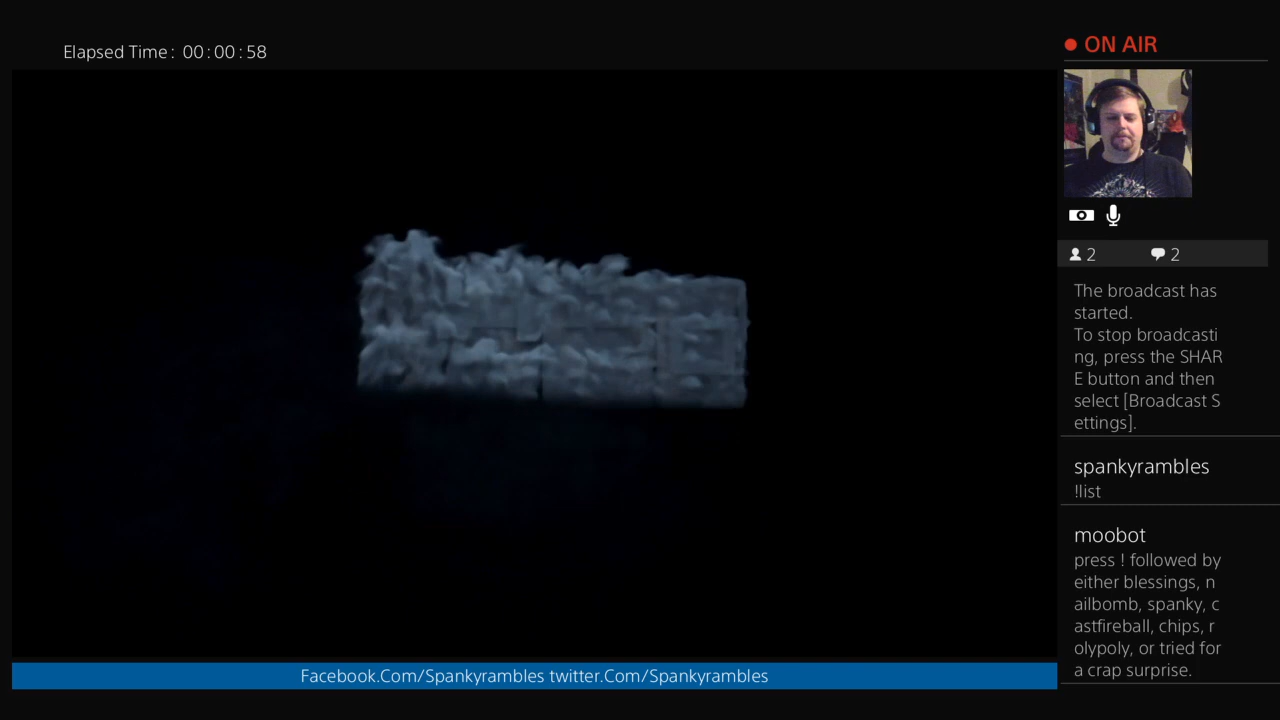 Elapsed Time: 00:00:58
ON AIR
2 2
The broadcast has
started.
To stop broadcasti
ng, press the SHAR
E button and then
select [Broadcast S
ettings].
spankyrambles
!list
moobot
press ! followed by
either blessings, n
ailbomb, spanky, c
astfireball, chips, r
olypoly, or tried for
a crap surprise.
Facebook.Com/Spankyrambles twitter.Com/Spankyrambles